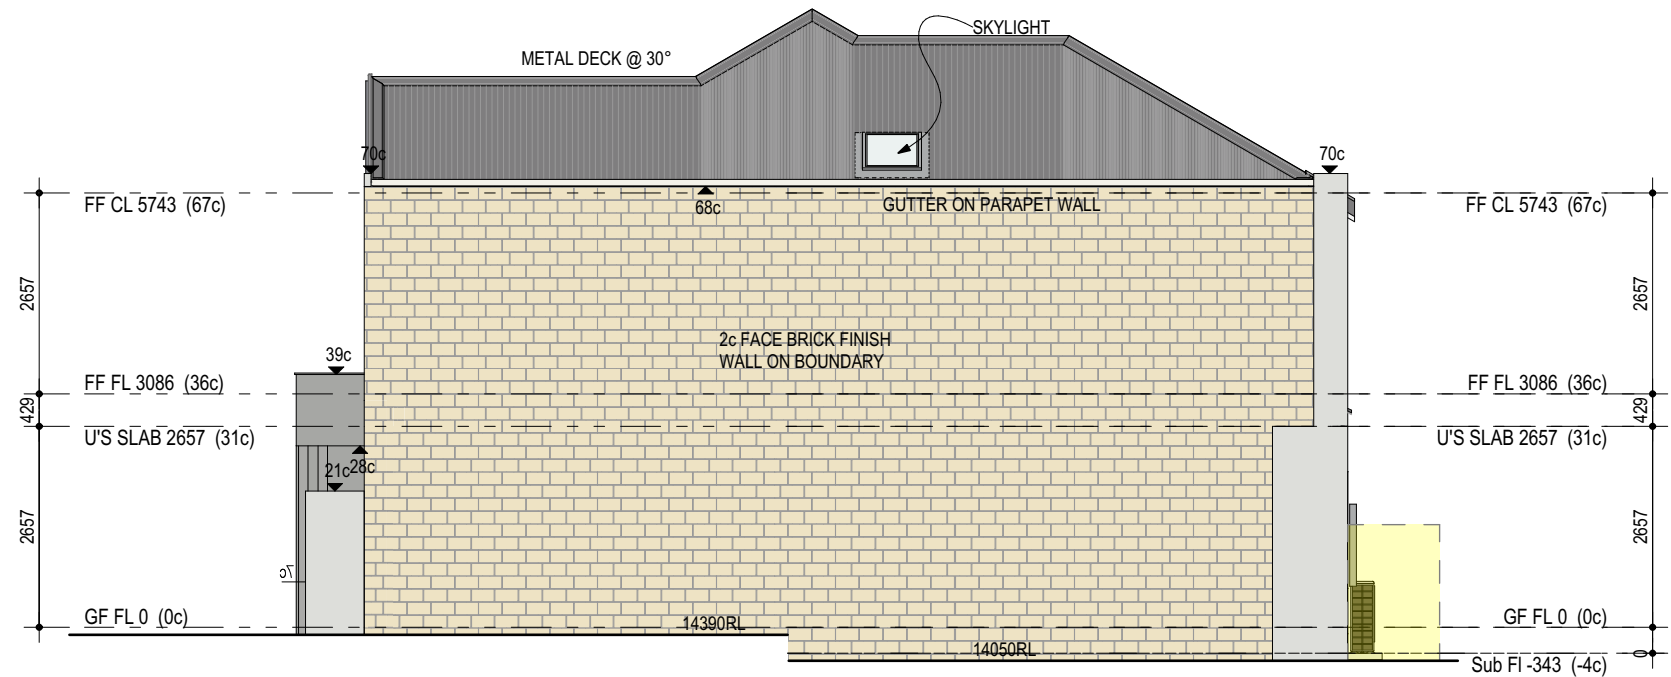 SKYLIGHT
METAL DECK @ 30°
70c
70c
FF CL 5743 (67c)
68c
GUTTER ON PARAPET WALL
FF CL 5743 (67c)
2657
2657
2c FACE BRICK FINISH
WALL ON BOUNDARY
39c
FF FL 3086 (36c)
FF FL 3086 (36c)
429
429
U'S SLAB 2657 (31c)
U'S SLAB 2657 (31c)
28c
21c
2657
2657
GF FL 0 (0c)
14390RL
GF FL 0 (0c)
14050RL
0
Sub Fl -343 (-4c)